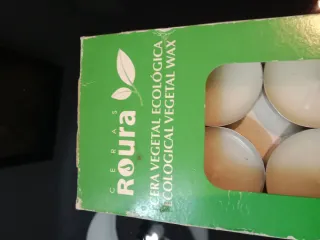 CERAS
Roura
CERA VEGETAL ECOLÓGICA
ECOLOGICAL VEGETAL WAX